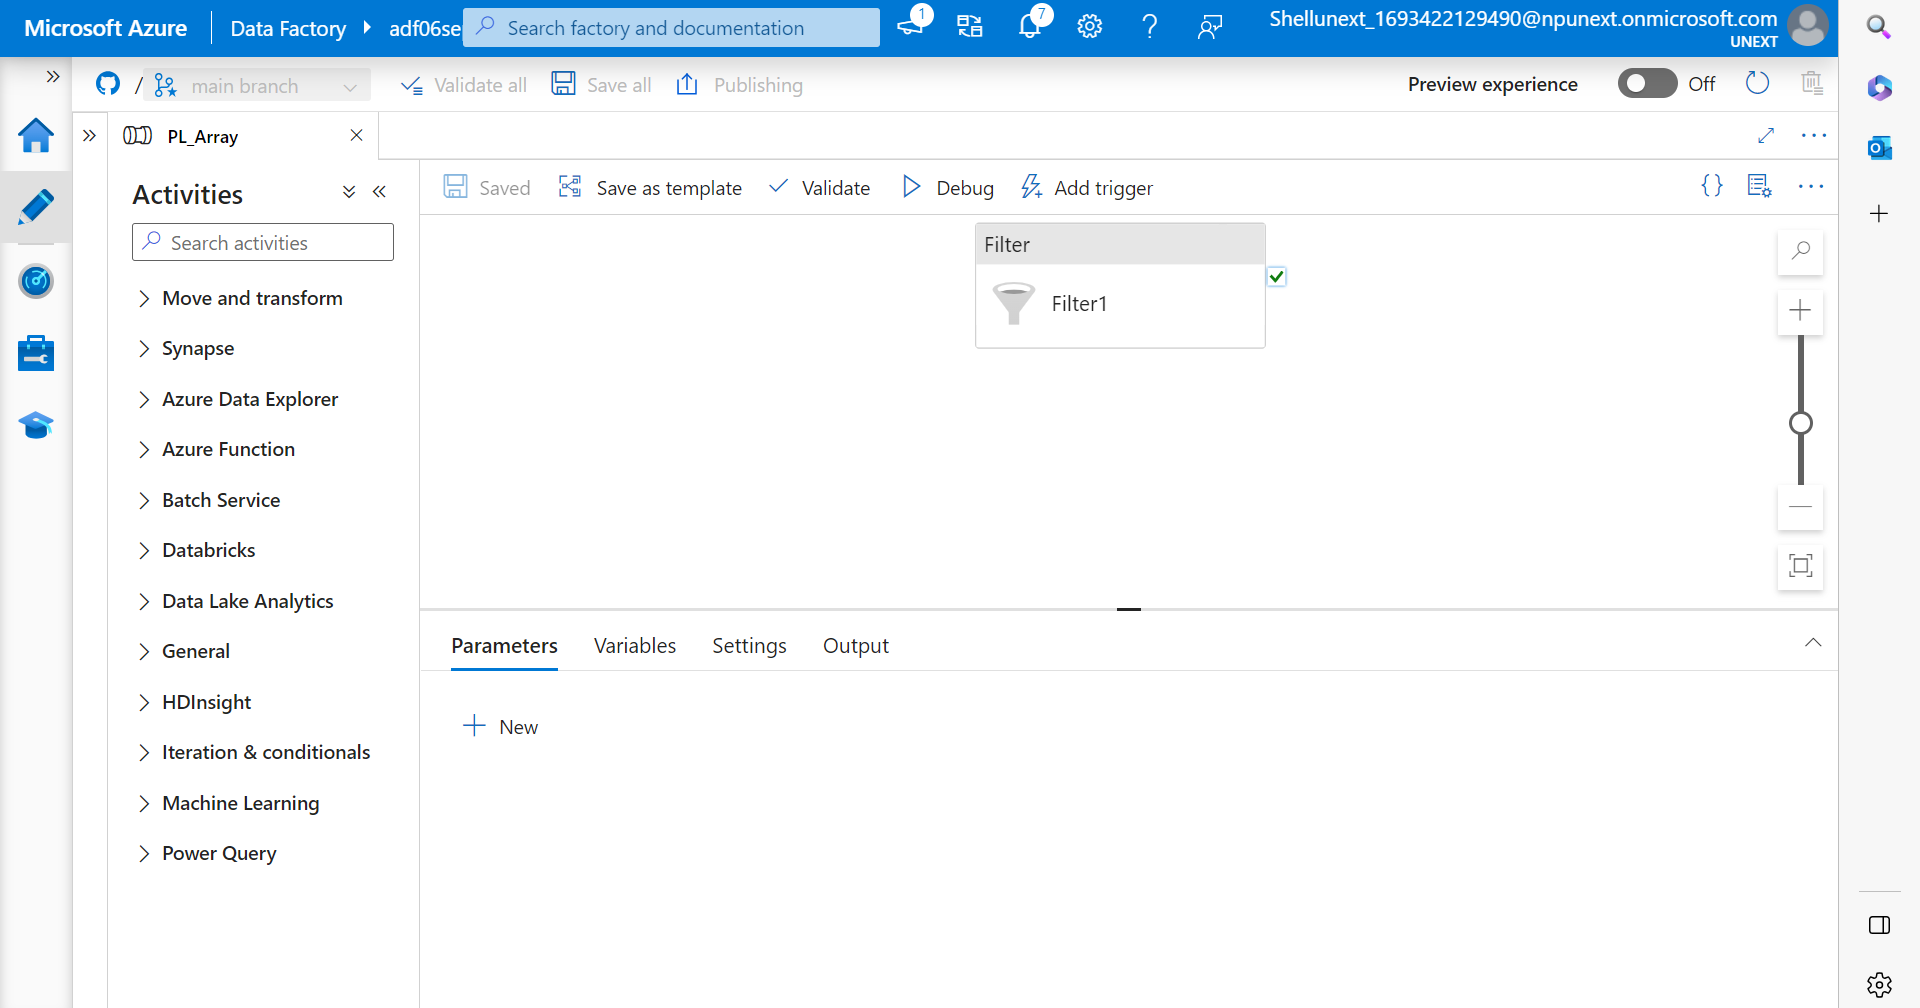 Microsoft Azure
Data Factory
adf06se
Search factory and documentation
1
7
Shellunext_1693422129490@npunext.onmicrosoft.com
UNEXT
/
main branch
Validate all
Save all
Publishing
Preview experience
Off
PL_Array
Activities
Search activities
Move and transform
Synapse
Azure Data Explorer
Azure Function
Batch Service
Databricks
Data Lake Analytics
General
HDInsight
Iteration & conditionals
Machine Learning
Power Query
Saved
Save as template
Validate
Debug
Add trigger
Filter
Filter1
Parameters
Variables
Settings
Output
New